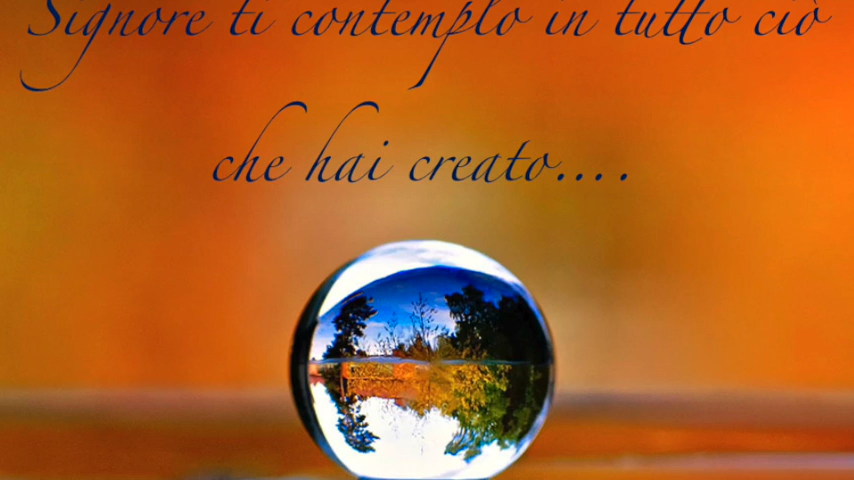 Signore ti contemplo in tutto ciò
che hai creato....